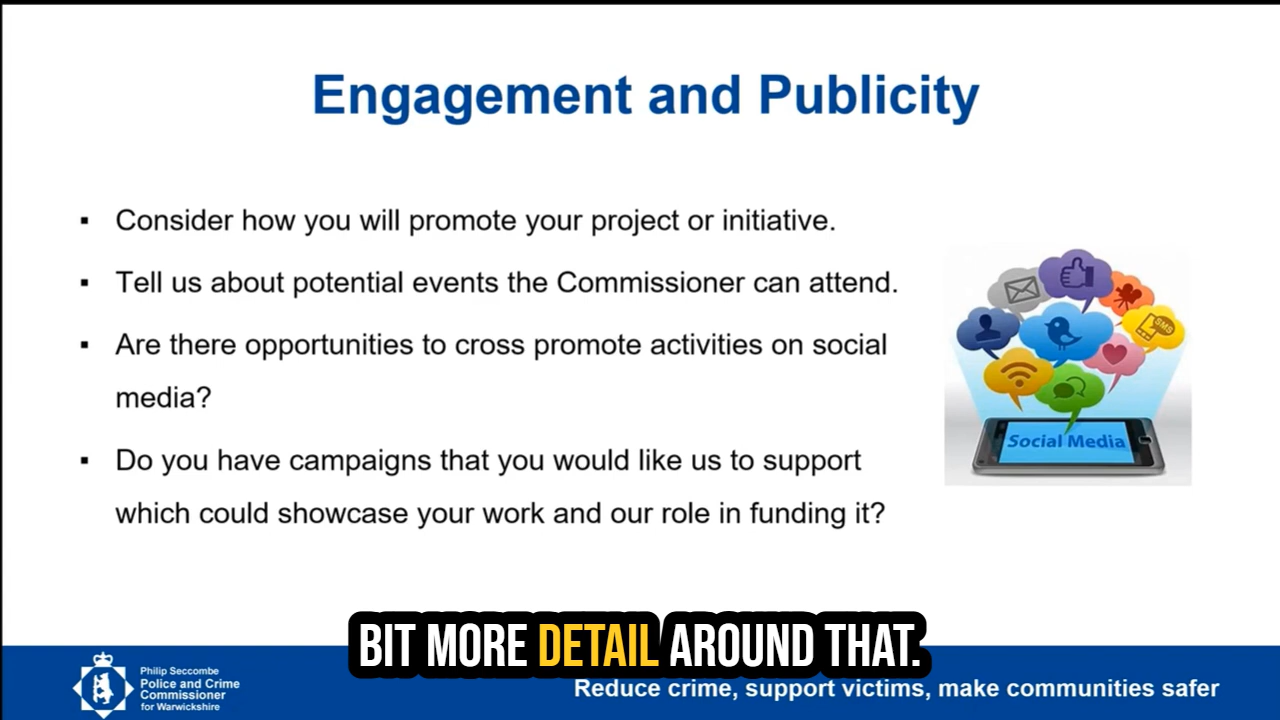 Engagement and Publicity
▪ Consider how you will promote your project or initiative.
▪ Tell us about potential events the Commissioner can attend.
▪ Are there opportunities to cross promote activities on social
media?
▪ Do you have campaigns that you would like us to support
which could showcase your work and our role in funding it?
SMS
Social Media
BIT MORE DETAIL AROUND THAT.
Philip Seccombe
Police and Crime
Commissioner
for Warwickshire
Reduce crime, support victims, make communities safer